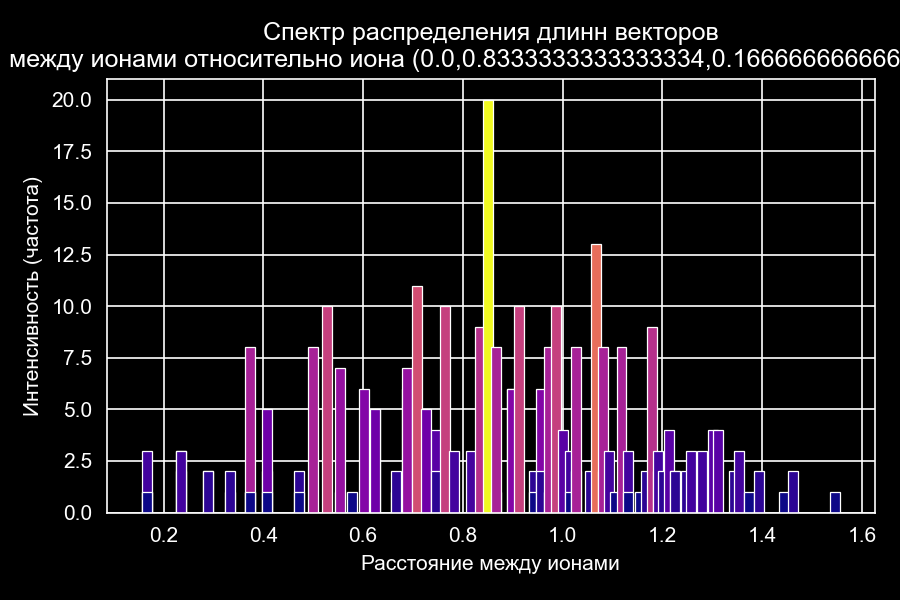 Спектр распределения длинн векторов
между ионами относительно иона (0.0,0.8333333333333334,0.166666666666
Интенсивность (частота)
20.0
17.5
15.0
12.5
10.0
7.5
5.0
2.5
0.0
0.2 0.4 0.6 0.8 1.0 1.2 1.4 1.6
Расстояние между ионами